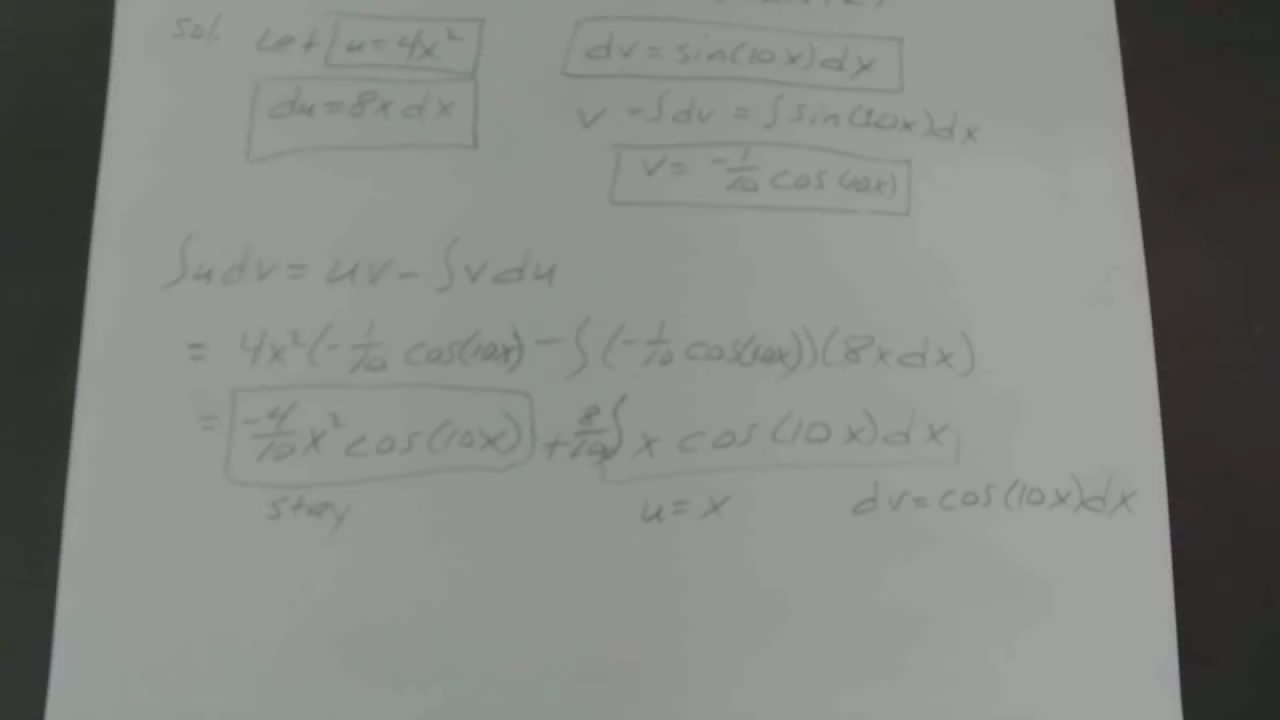 Sol. Let u = 4x² dv = sin(10x)dx
du = 8x dx v - ∫dv = ∫sin(10x)dx
v = -1/10 cos(10x)
∫u dv = uv - ∫v du
= 4x²(-1/10 cos(10x) - ∫(-1/10 cos(10x))(8x dx)
= -4/10 x² cos(10x) + 8/10 ∫ x cos(10x)dx
stay u = x dv = cos(10x)dx